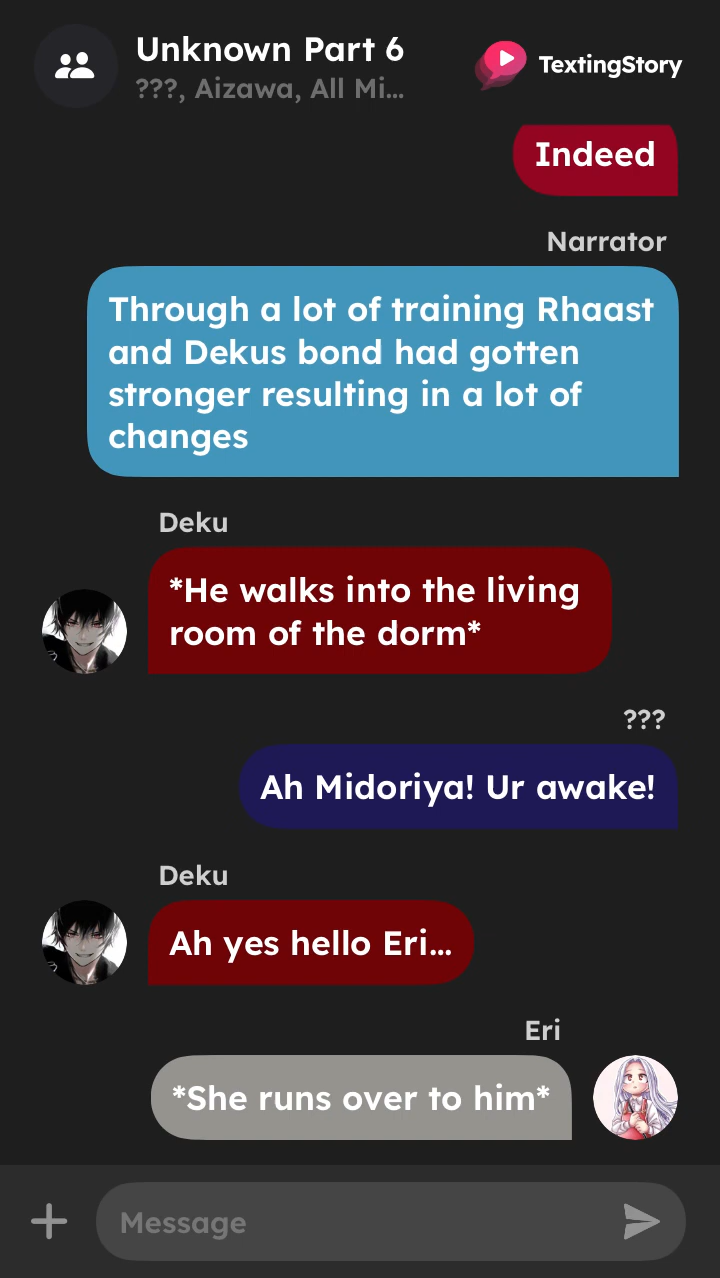 Unknown Part 6
???, Aizawa, All Mi...
TextingStory
Indeed
Narrator
Through a lot of training Rhaast
and Dekus bond had gotten
stronger resulting in a lot of
changes
Deku
*He walks into the living
room of the dorm*
???
Ah Midoriya! Ur awake!
Deku
Ah yes hello Eri...
Eri
*She runs over to him*
Message